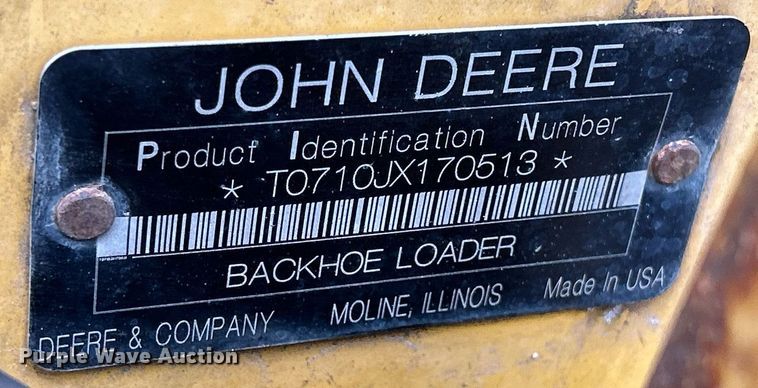 JOHN DEERE
Product Identification Number
* T0710JX170513 *
BACKHOE LOADER
DEERE & COMPANY MOLINE, ILLINOIS Made In USA
Purple Wave Auction